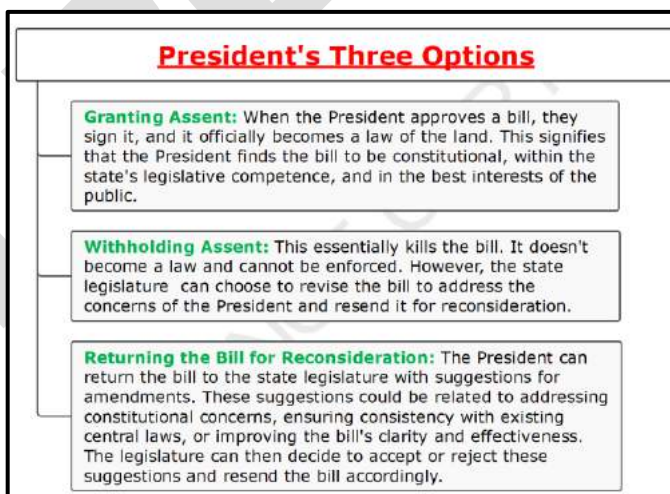 President's Three Options
Granting Assent: When the President approves a bill, they
sign it, and it officially becomes a law of the land. This signifies
that the President finds the bill to be constitutional, within the
state's legislative competence, and in the best interests of the
public.
Withholding Assent: This essentially kills the bill. It doesn't
become a law and cannot be enforced. However, the state
legislature can choose to revise the bill to address the
concerns of the President and resend it for reconsideration.
Returning the Bill for Reconsideration: The President can
return the bill to the state legislature with suggestions for
amendments. These suggestions could be related to addressing
constitutional concerns, ensuring consistency with existing
central laws, or improving the bill's clarity and effectiveness.
The legislature can then decide to accept or reject these
suggestions and resend the bill accordingly.